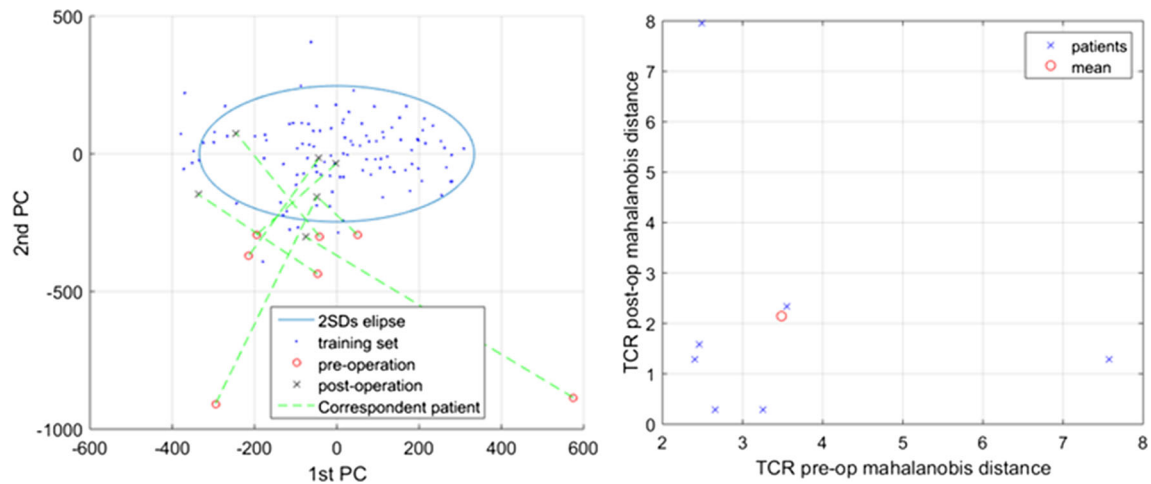 500
0
-500
-1000
2nd PC
-600
-400
-200
0
200
400
600
1st PC
2SDs elipse
training set
pre-operation
post-operation
Correspondent patient
8
7
6
5
4
3
2
1
0
TCR post-op mahalanobis distance
2
3
4
5
6
7
8
TCR pre-op mahalanobis distance
patients
mean